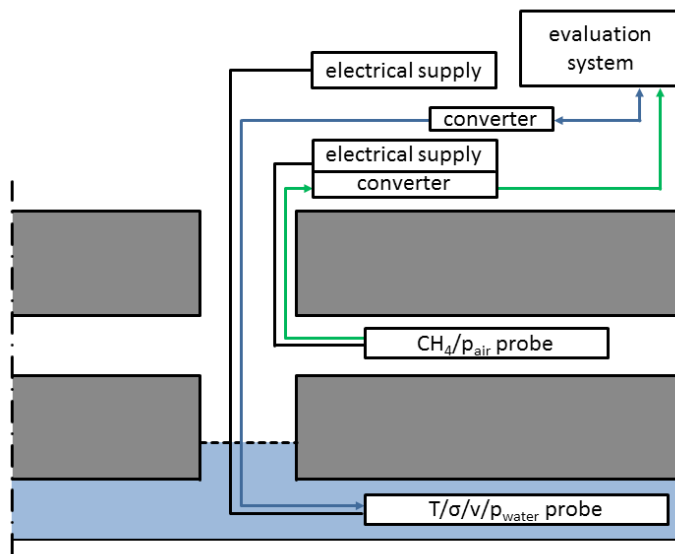 evaluation
system
electrical supply
converter
electrical supply
converter
CH₄/pair probe
T/σ/v/pwater probe